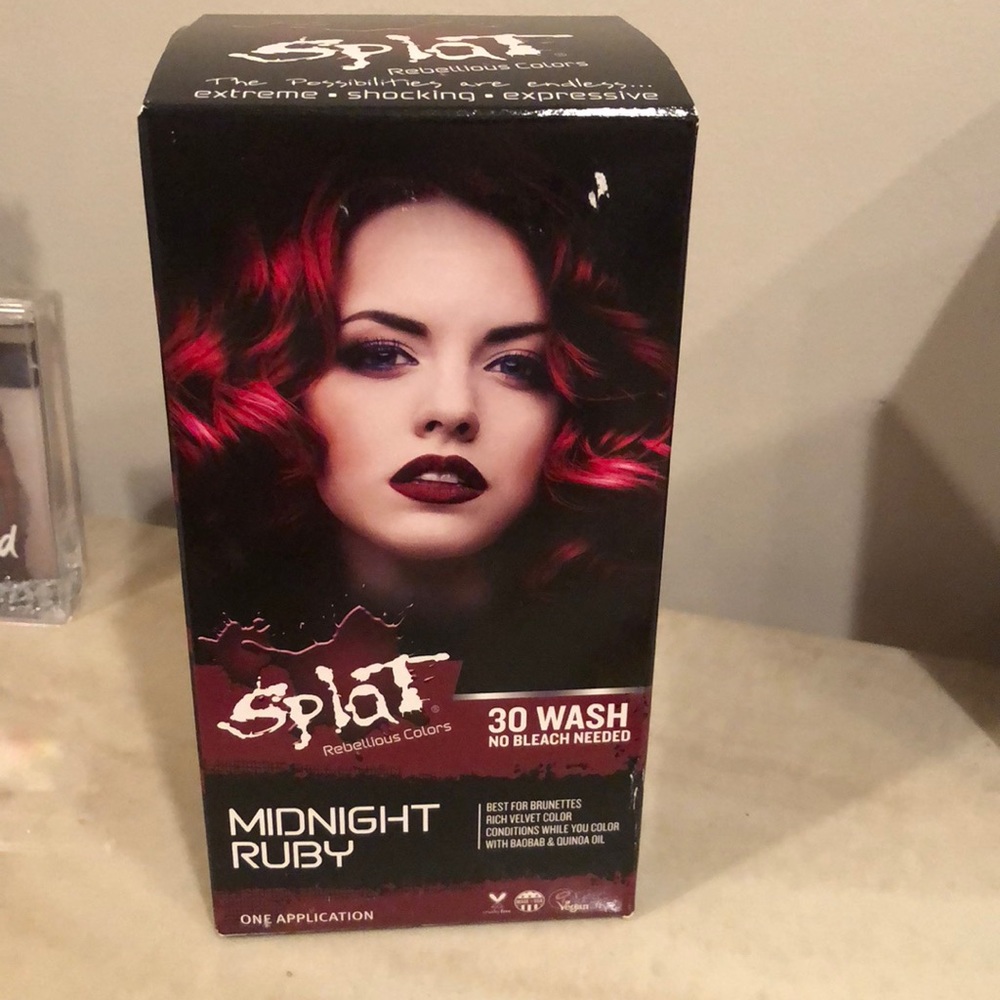 Splat
Rebellious Colors
The Possibilities are endless...
extreme • shocking • expressive
d
Splat®
Rebellious Colors
30 WASH
NO BLEACH NEEDED
MIDNIGHT
RUBY
BEST FOR BRUNETTES
RICH VELVET COLOR
CONDITIONS WHILE YOU COLOR
WITH BAOBAB & QUINOA OIL
ONE APPLICATION
vegan